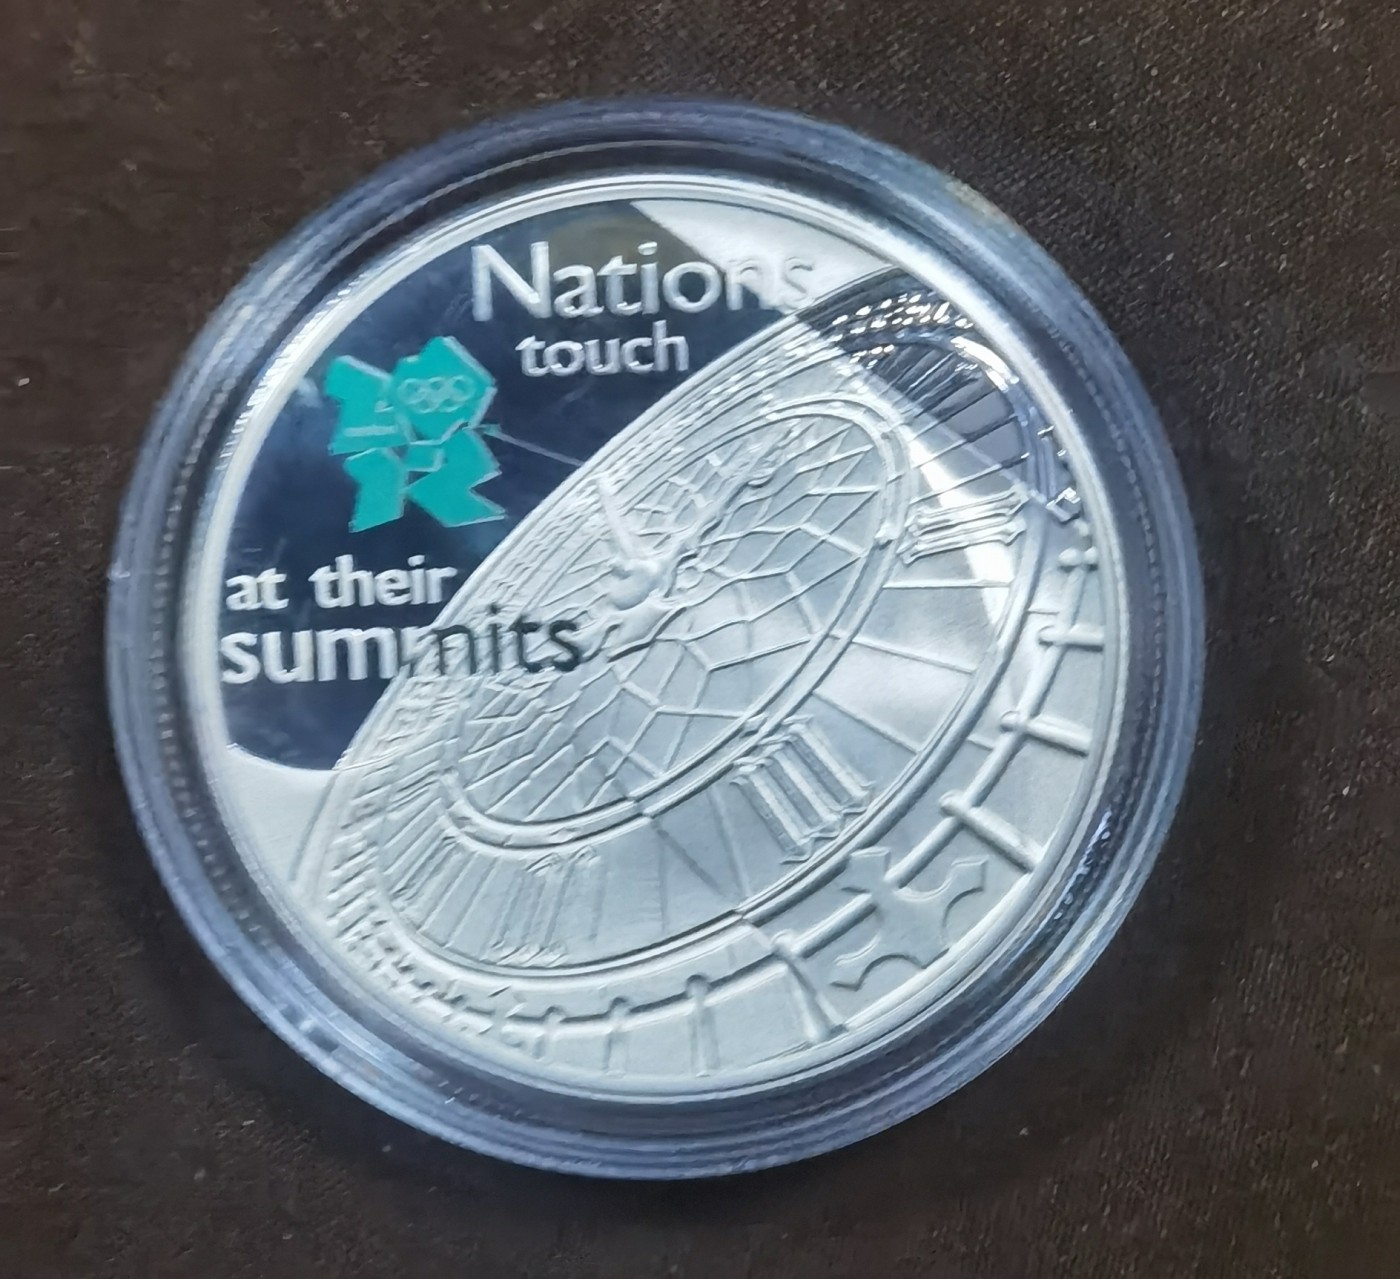 Nations
touch
at their
summits